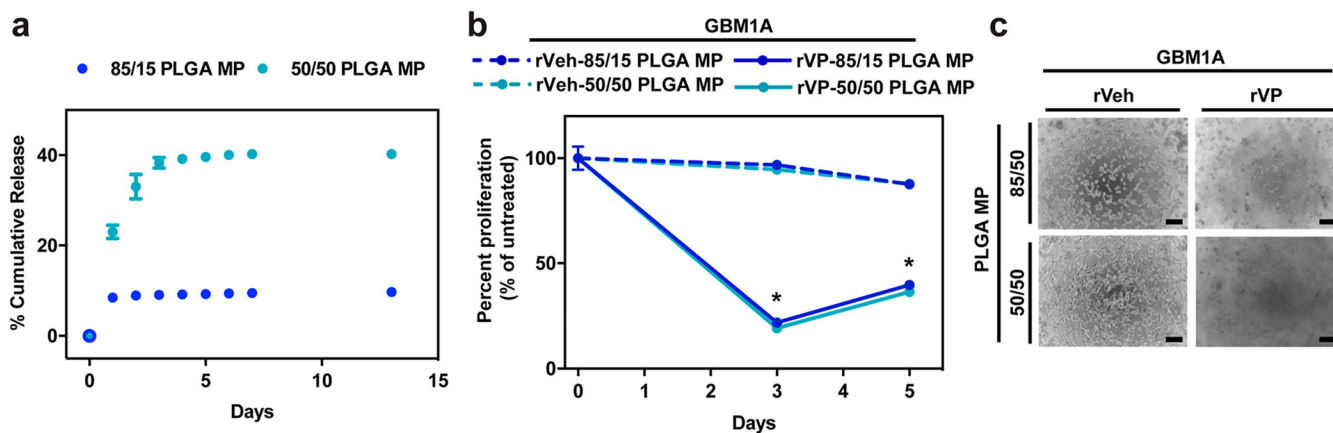 a
85/15 PLGA MP 50/50 PLGA MP
% Cumulative Release
40
20
0
0 5 10 15
Days
b
GBM1A
rVeh-85/15 PLGA MP rVP-85/15 PLGA MP
rVeh-50/50 PLGA MP rVP-50/50 PLGA MP
Percent proliferation
(% of untreated)
100
50
0
* *
0 1 2 3 4 5
Days
c
GBM1A
rVeh rVP
PLGA MP
85/50
50/50